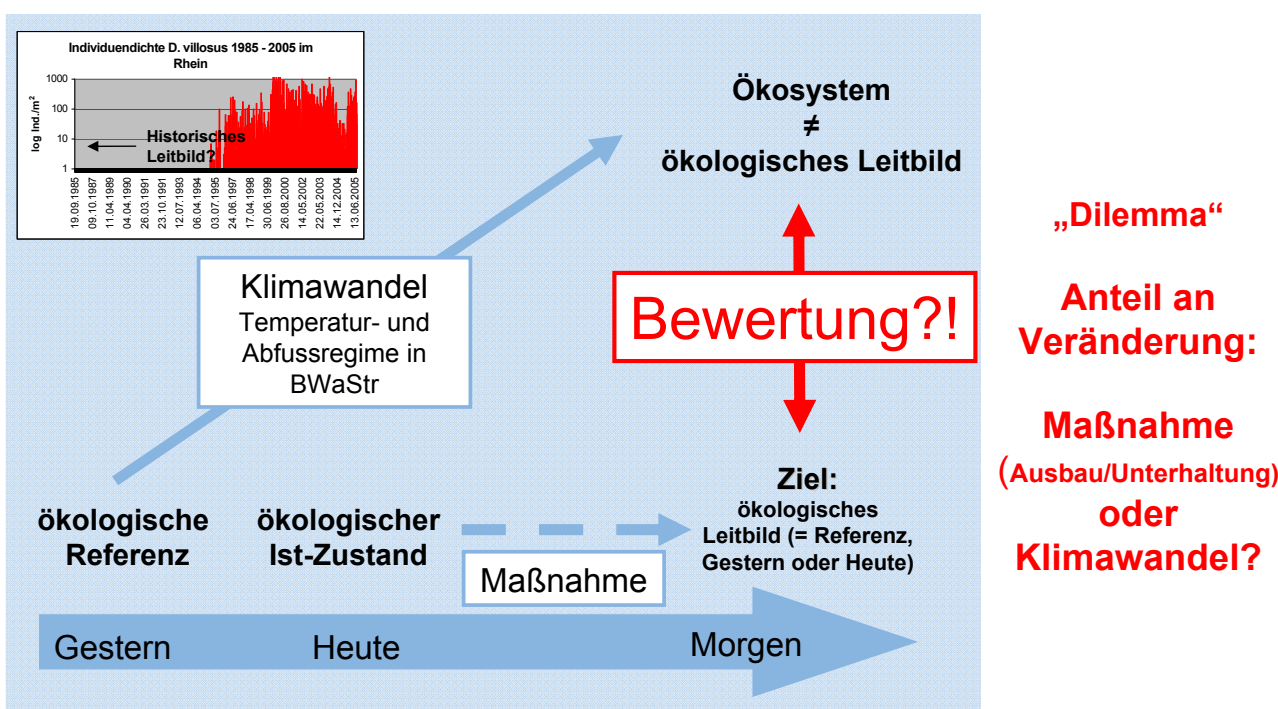 Individuendichte D. villosus 1985 - 2005 im
Rhein
log Ind./m²
1000
100
10
1
Historisches
Leitbild?
19.09.1985
09.10.1987
11.04.1989
04.04.1990
26.03.1991
23.10.1991
12.07.1993
06.04.1994
03.07.1995
24.06.1997
17.04.1998
30.06.1999
26.08.2000
14.05.2002
22.05.2003
14.12.2004
13.06.2005
Ökosystem
≠
ökologisches Leitbild
Klimawandel
Temperatur- und
Abfussregime in
BWaStr
Bewertung?!
ökologische
Referenz
ökologischer
Ist-Zustand
Maßnahme
Ziel:
ökologisches
Leitbild (= Referenz,
Gestern oder Heute)
Gestern
Heute
Morgen
„Dilemma“
Anteil an
Veränderung:
Maßnahme
(Ausbau/Unterhaltung)
oder
Klimawandel?